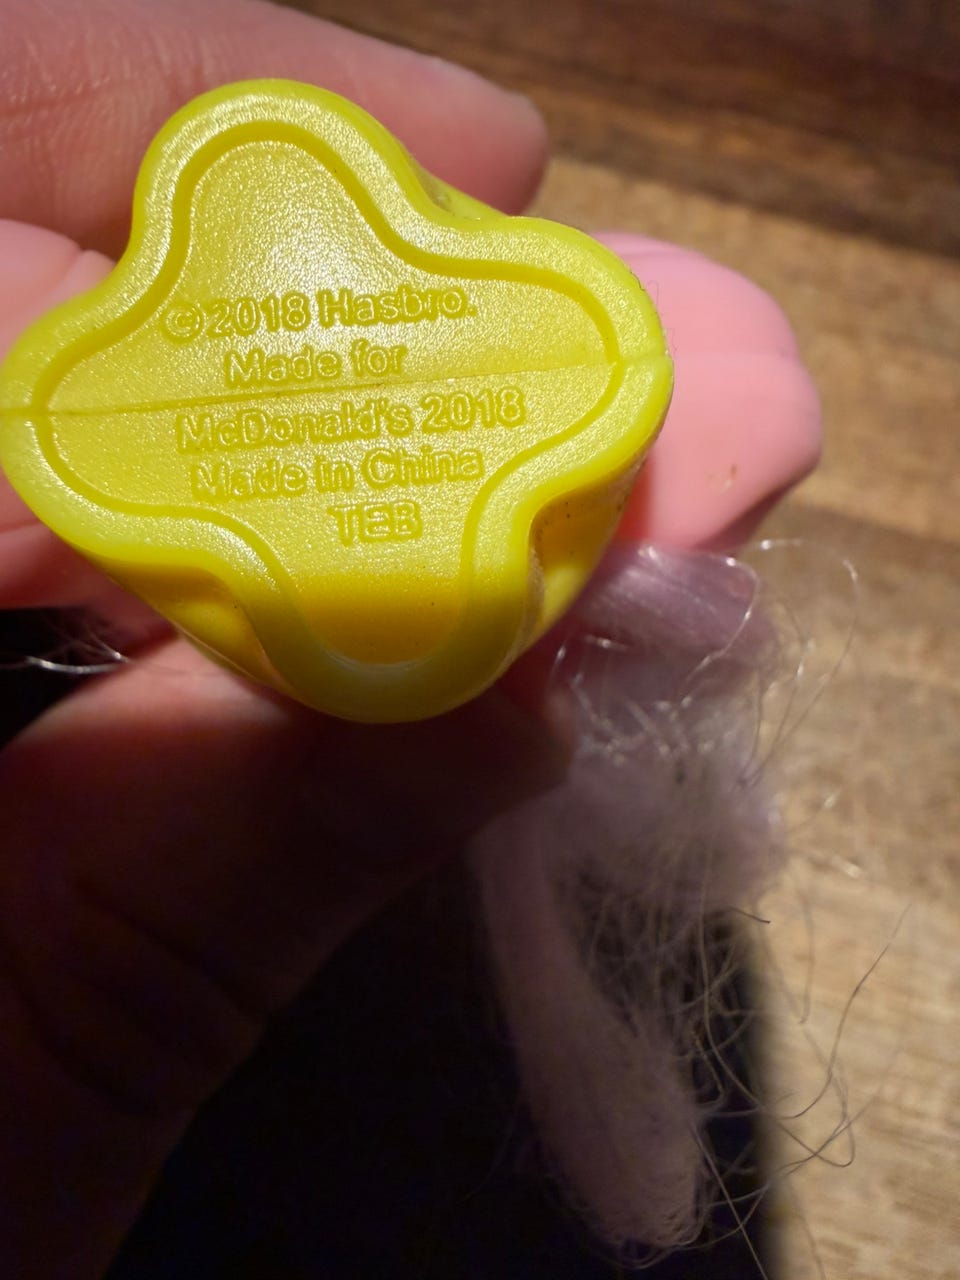 ©2018 Hasbro.
Made for
McDonald's 2018
Made in China
TEB